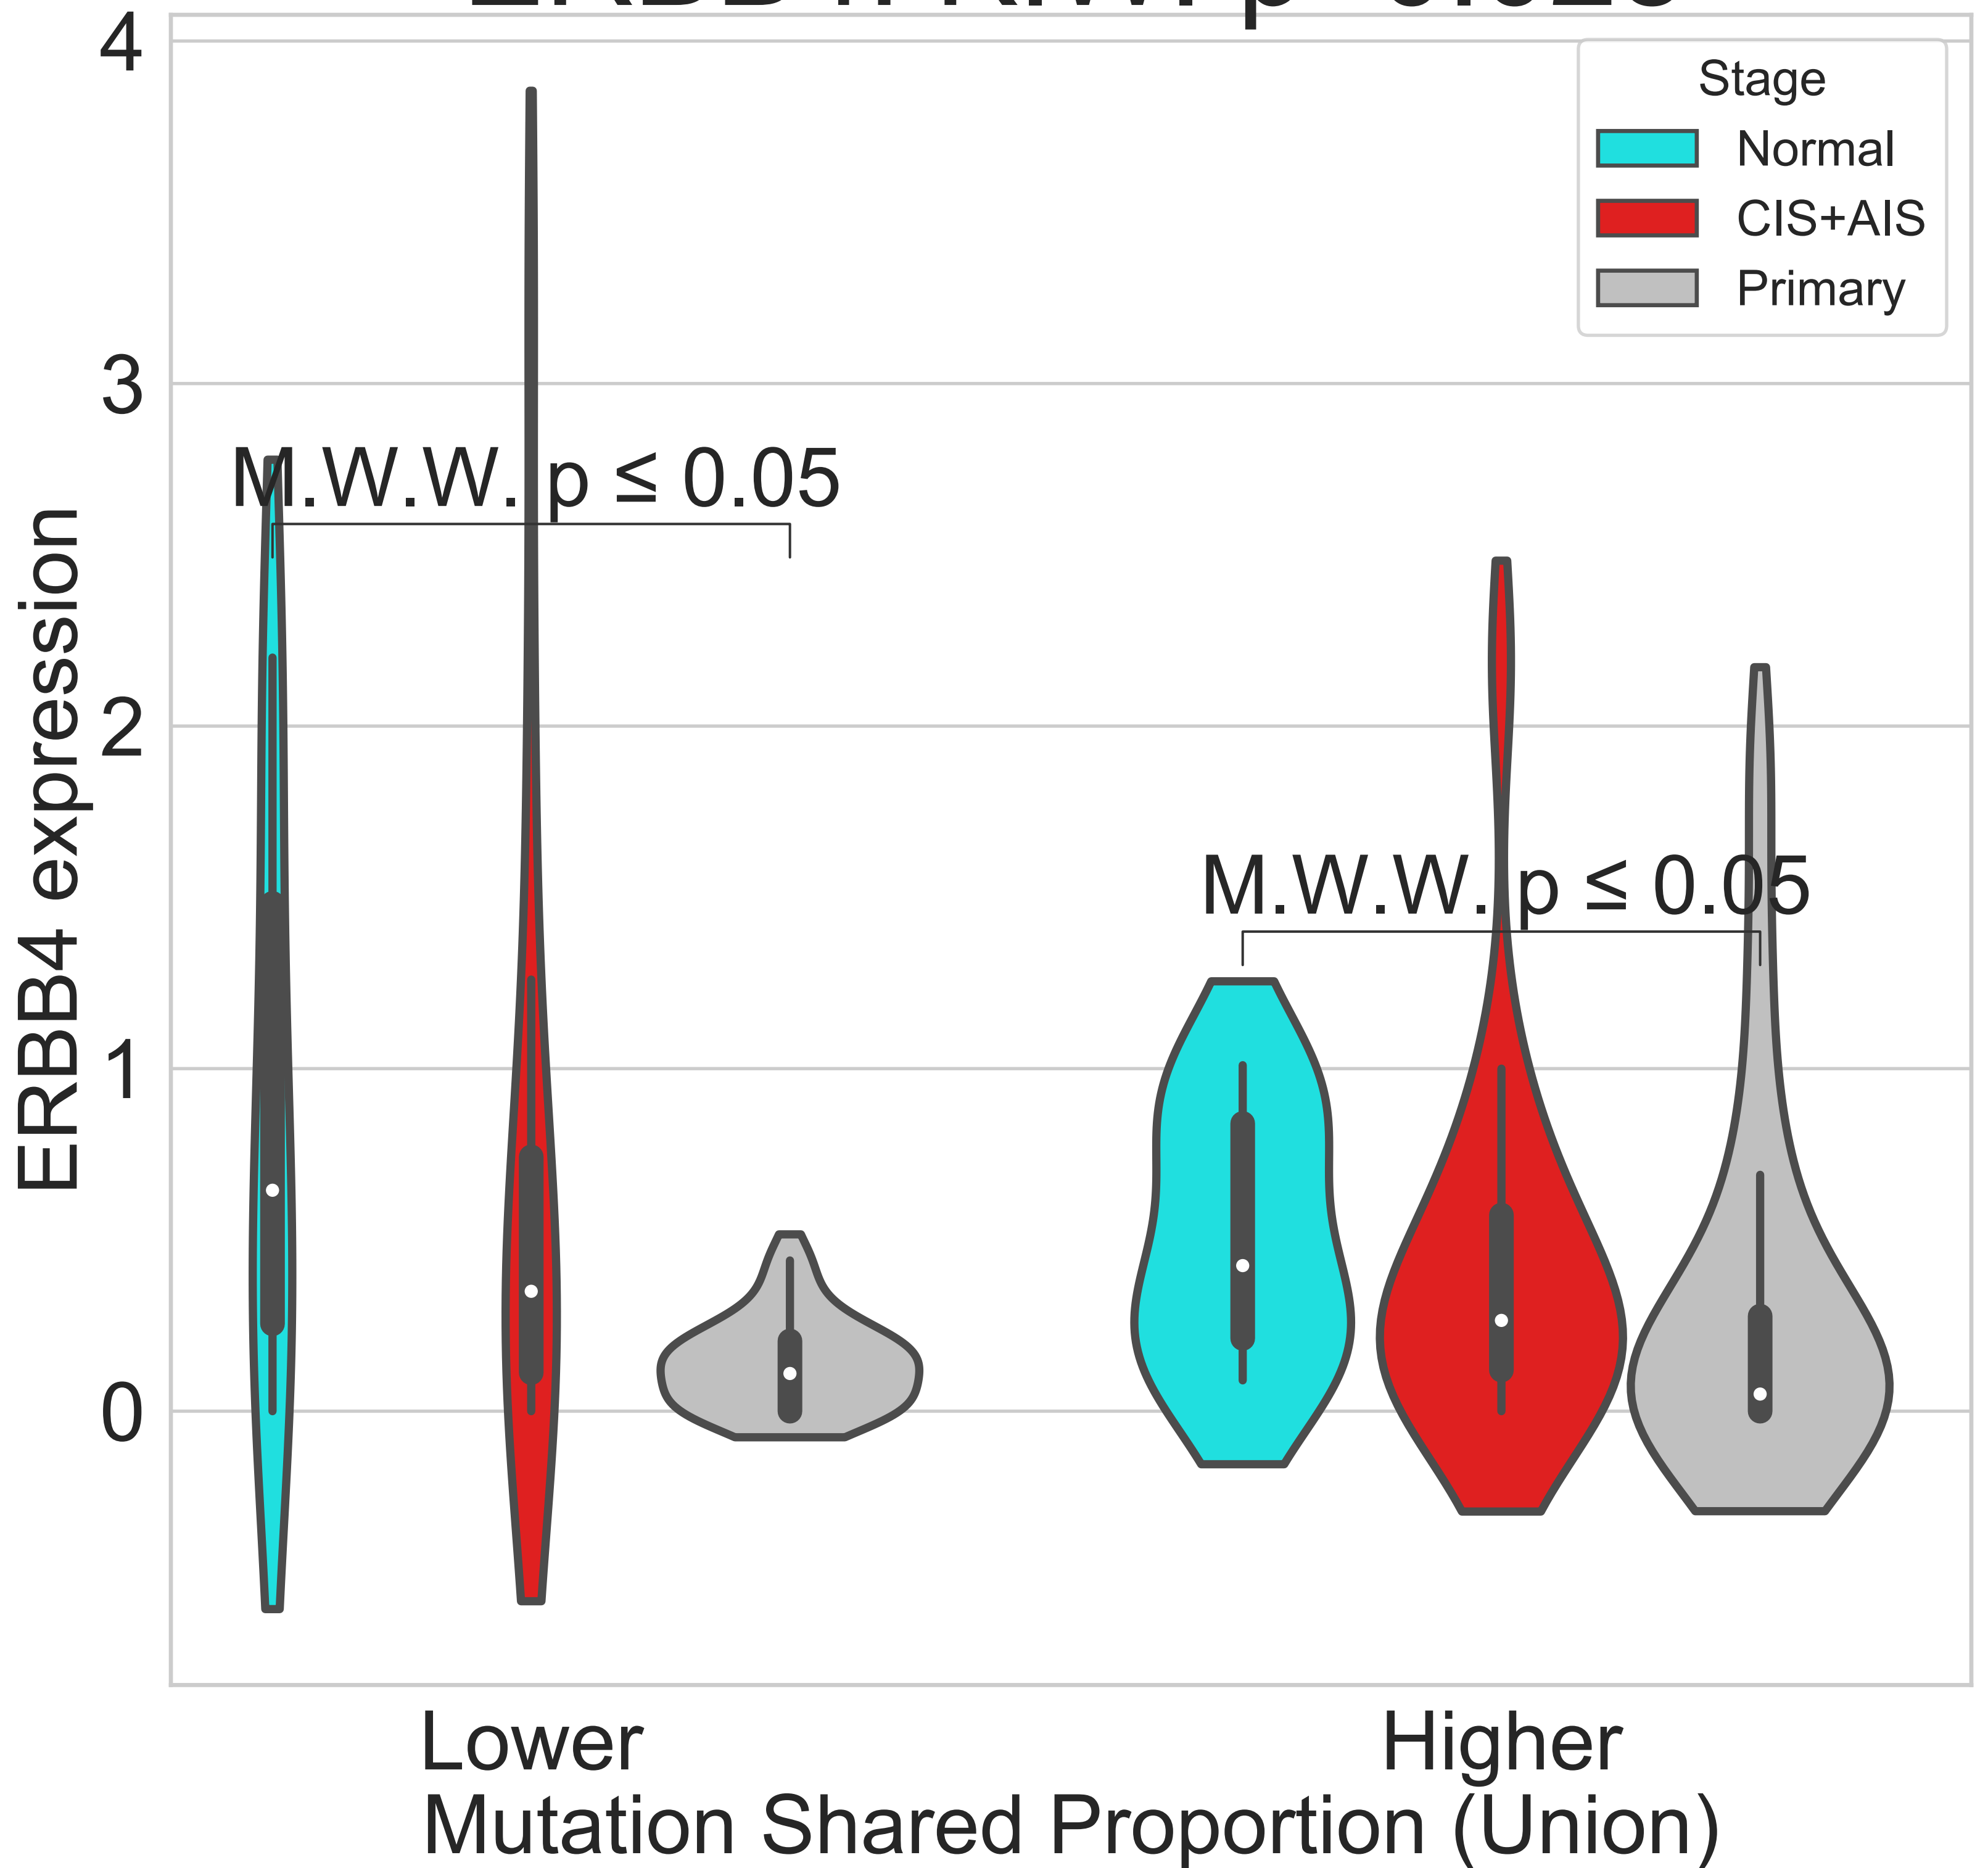 4
Stage
Normal
CIS+AIS
Primary
3
M.W.W. p ≤ 0.05
ERBB4 expression
2
M.W.W. p ≤ 0.05
1
0
Lower
Higher
Mutation Shared Proportion (Union)